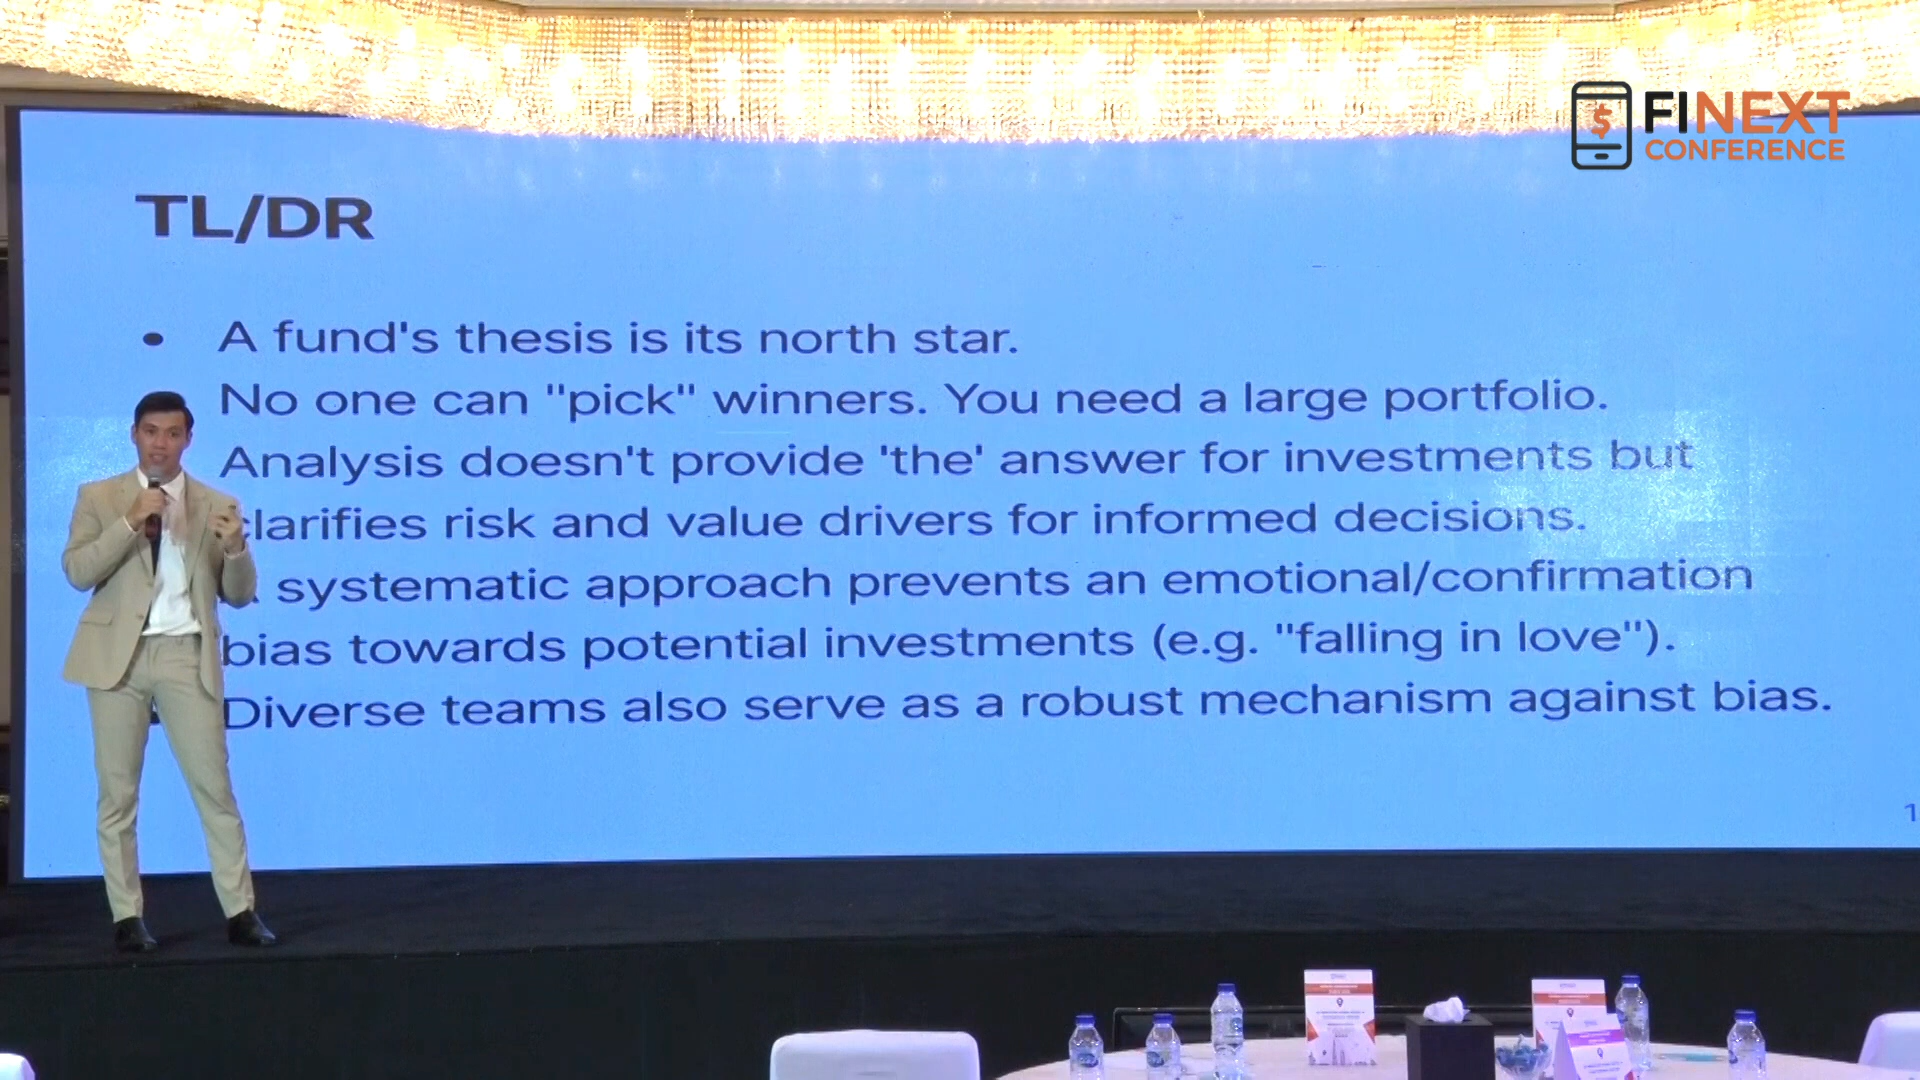 FINEXT
CONFERENCE
TL/DR
• A fund's thesis is its north star.
No one can "pick" winners. You need a large portfolio.
Analysis doesn't provide 'the' answer for investments but
clarifies risk and value drivers for informed decisions.
systematic approach prevents an emotional/confirmation
bias towards potential investments (e.g. "falling in love").
Diverse teams also serve as a robust mechanism against bias.
1